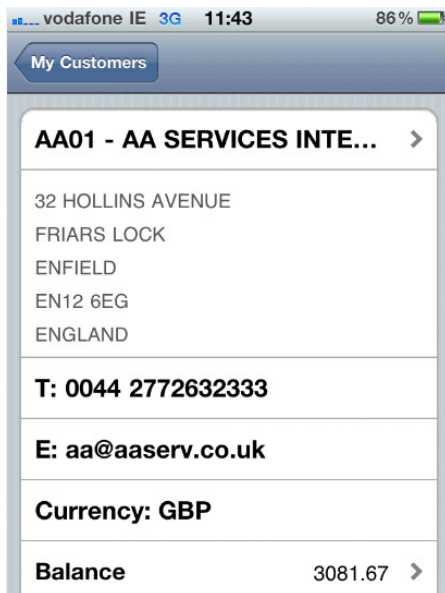 vodafone IE 3G 11:43 86%
My Customers
AA01 - AA SERVICES INTE...
32 HOLLINS AVENUE
FRIARS LOCK
ENFIELD
EN12 6EG
ENGLAND
T: 0044 2772632333
E: aa@aaserv.co.uk
Currency: GBP
Balance 3081.67